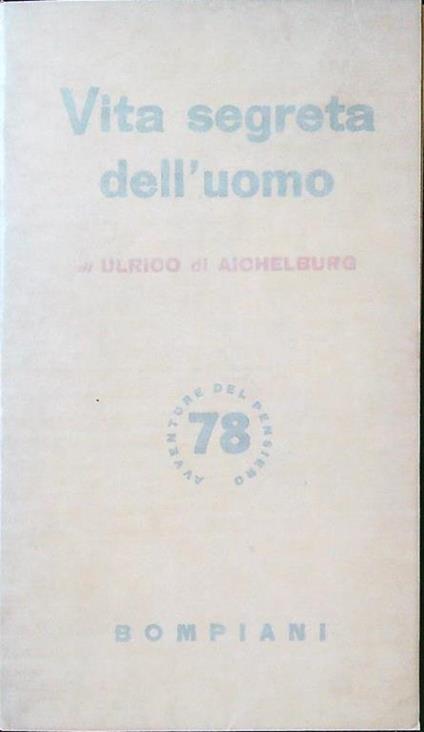 Vita segreta
dell'uomo
di ULRICO di AICHELBURG
AVVENTURE DEL PENSIERO
78
BOMPIANI